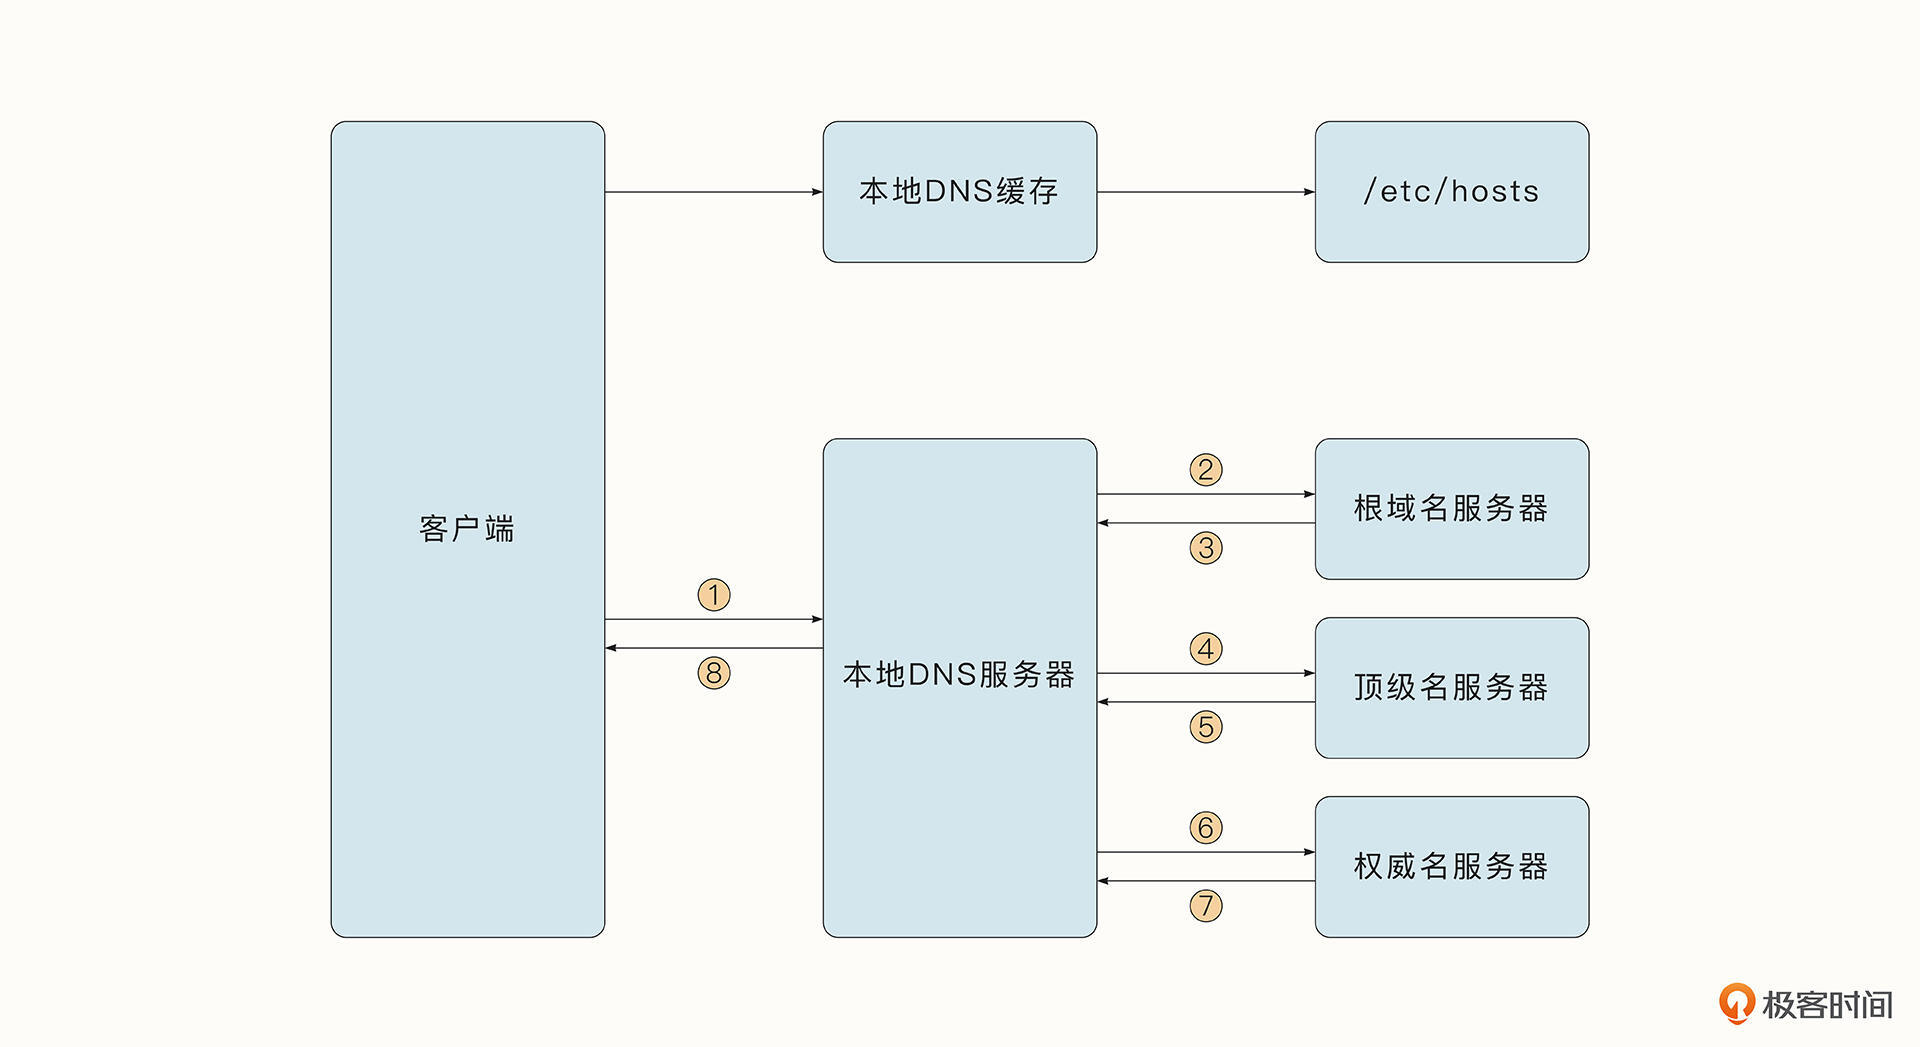 客户端
本地DNS缓存
/etc/hosts
①
⑧
本地DNS服务器
②
③
根域名服务器
④
⑤
顶级名服务器
⑥
⑦
权威名服务器
极客时间